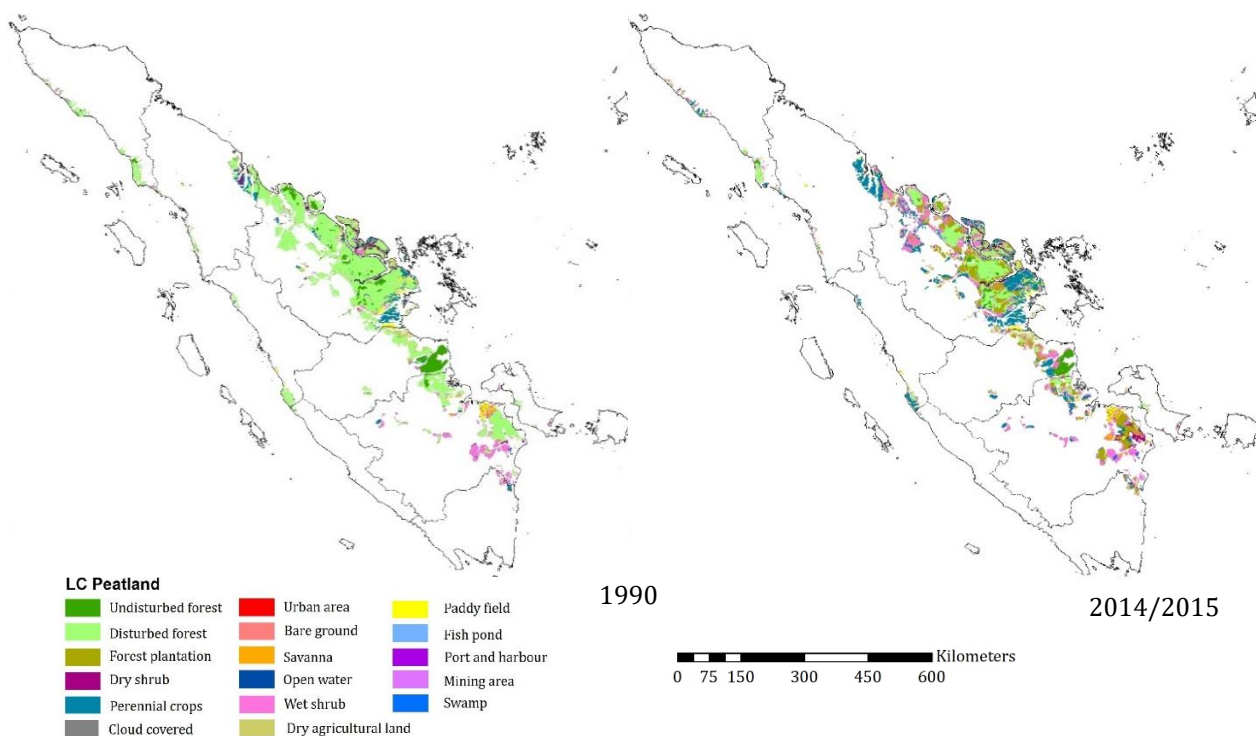 1990
2014/2015
LC Peatland
Undisturbed forest
Disturbed forest
Forest plantation
Dry shrub
Perennial crops
Cloud covered
Urban area
Bare ground
Savanna
Open water
Wet shrub
Dry agricultural land
Paddy field
Fish pond
Port and harbour
Mining area
Swamp
Kilometers
0 75 150 300 450 600